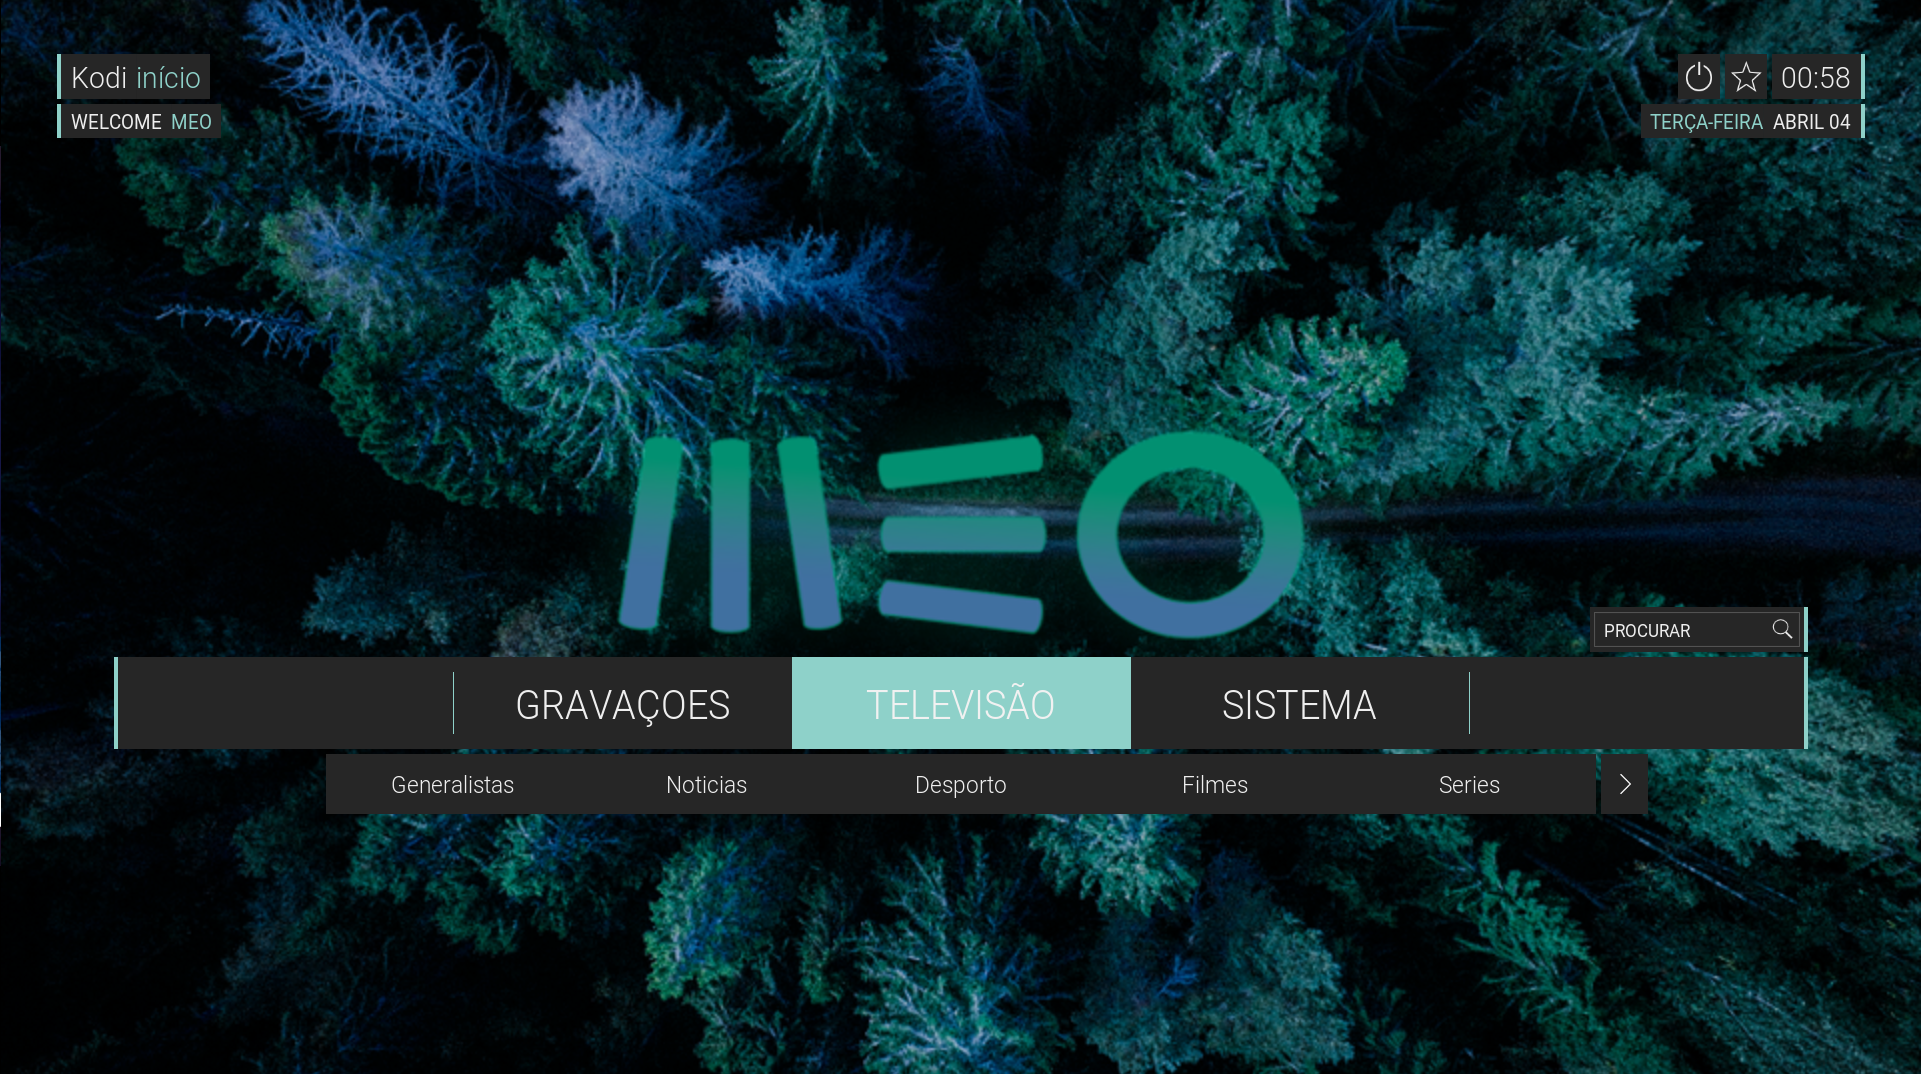 Kodi início
WELCOME MEO
00:58
TERÇA-FEIRA ABRIL 04
MEO
PROCURAR
GRAVAÇOES TELEVISÃO SISTEMA
Generalistas Noticias Desporto Filmes Series